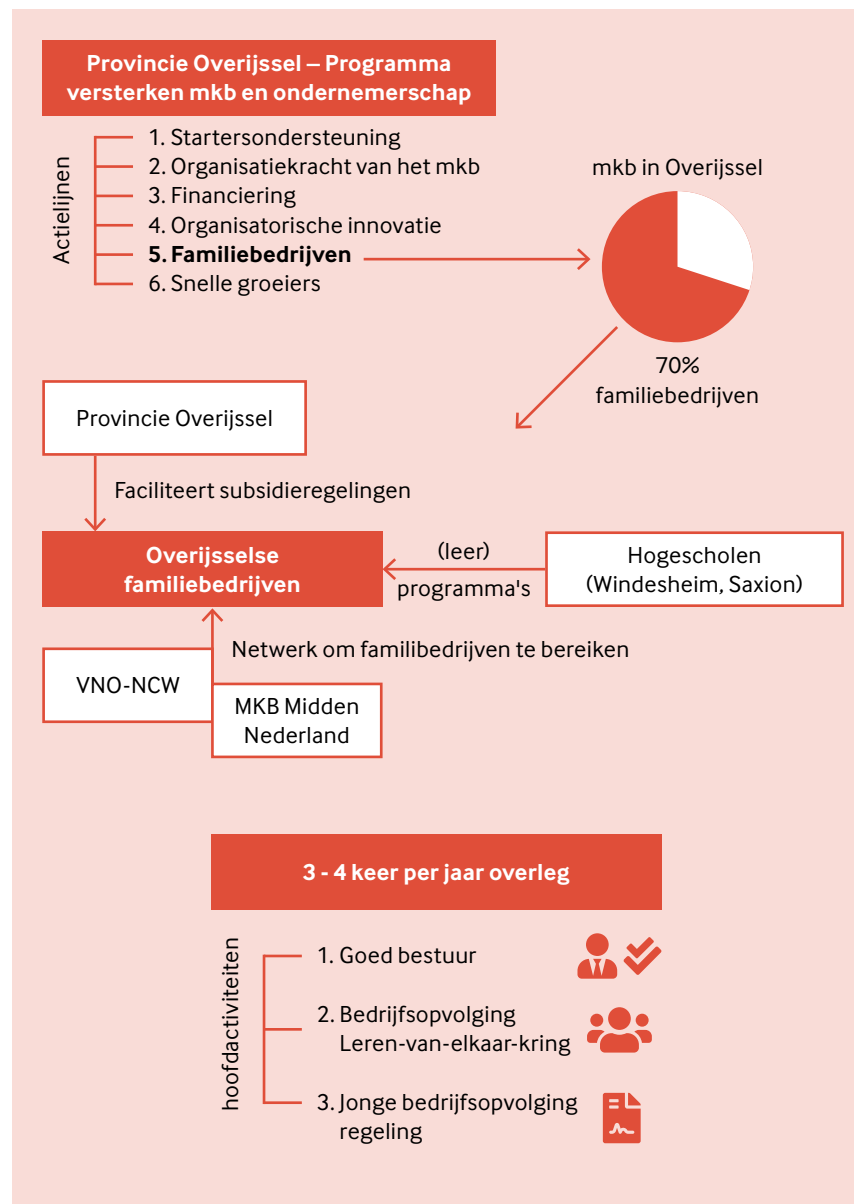 Provincie Overijssel – Programma
versterken mkb en ondernemerschap
Actielijnen
1. Startersondersteuning
2. Organisatiekracht van het mkb
3. Financiering
4. Organisatorische innovatie
5. Familiebedrijven
6. Snelle groeiers
mkb in Overijssel
70%
familiebedrijven
Provincie Overijssel
Faciliteert subsidieregelingen
Overijsselse
familiebedrijven
(leer)
programma's
Hogescholen
(Windesheim, Saxion)
Netwerk om familibedrijven te bereiken
VNO-NCW
MKB Midden
Nederland
3 - 4 keer per jaar overleg
hoofdactiviteiten
1. Goed bestuur
2. Bedrijfsopvolging
Leren-van-elkaar-kring
3. Jonge bedrijfsopvolging
regeling